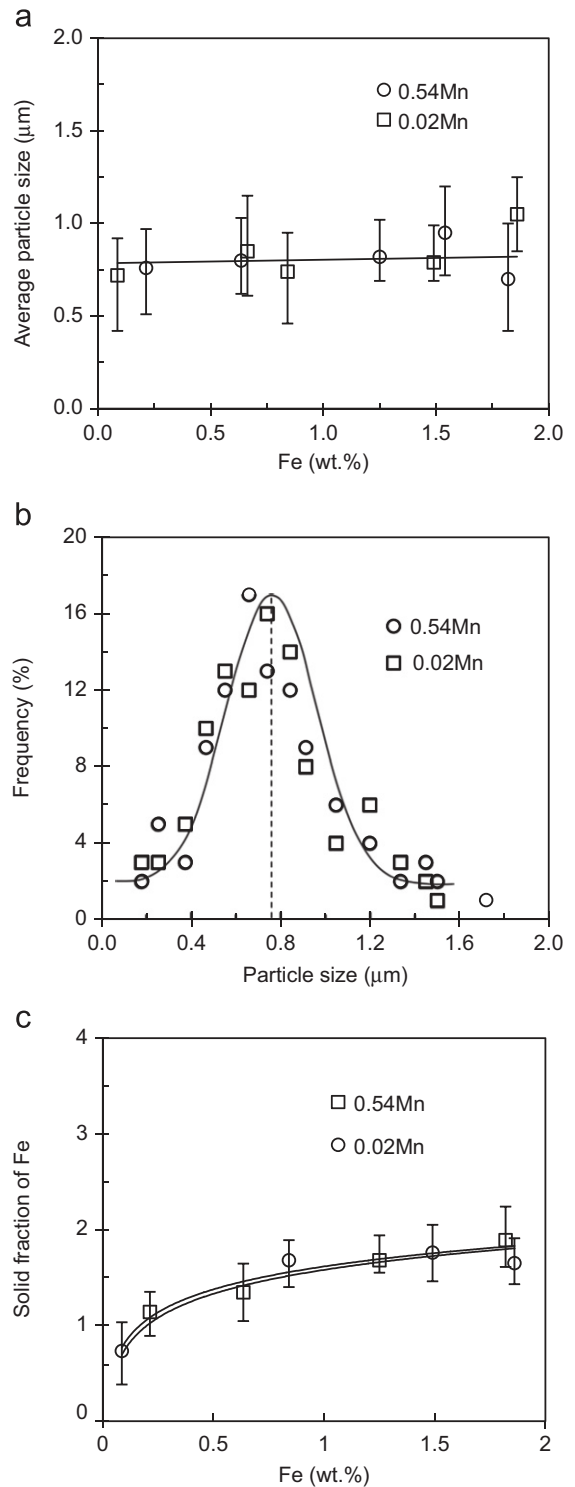 a
2.0
1.5
1.0
0.5
0.0
Average particle size (μm)
0.54Mn
0.02Mn
0.0 0.5 1.0 1.5 2.0
Fe (wt.%)
b
20
16
12
8
4
0
Frequency (%)
0.54Mn
0.02Mn
0.0 0.4 0.8 1.2 1.6 2.0
Particle size (μm)
c
4
3
2
1
0
Solid fraction of Fe
0.54Mn
0.02Mn
0 0.5 1 1.5 2
Fe (wt.%)